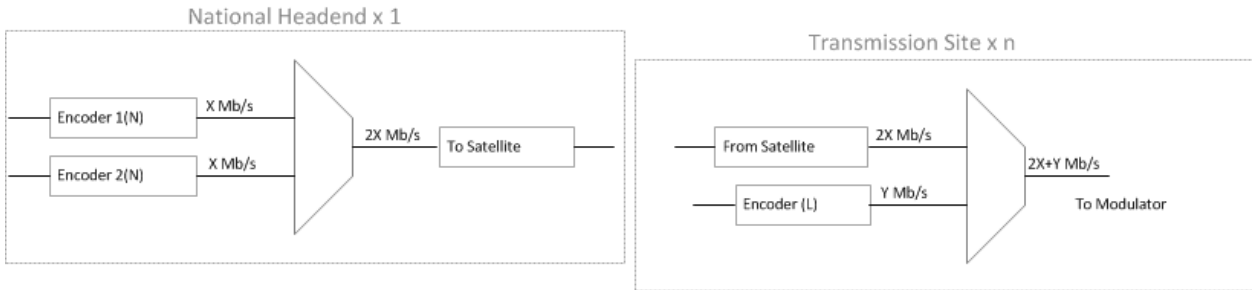 National Headend x 1
Encoder 1(N)
X Mb/s
Encoder 2(N)
X Mb/s
2X Mb/s
To Satellite
Transmission Site x n
From Satellite
2X Mb/s
Encoder (L)
Y Mb/s
2X+Y Mb/s
To Modulator